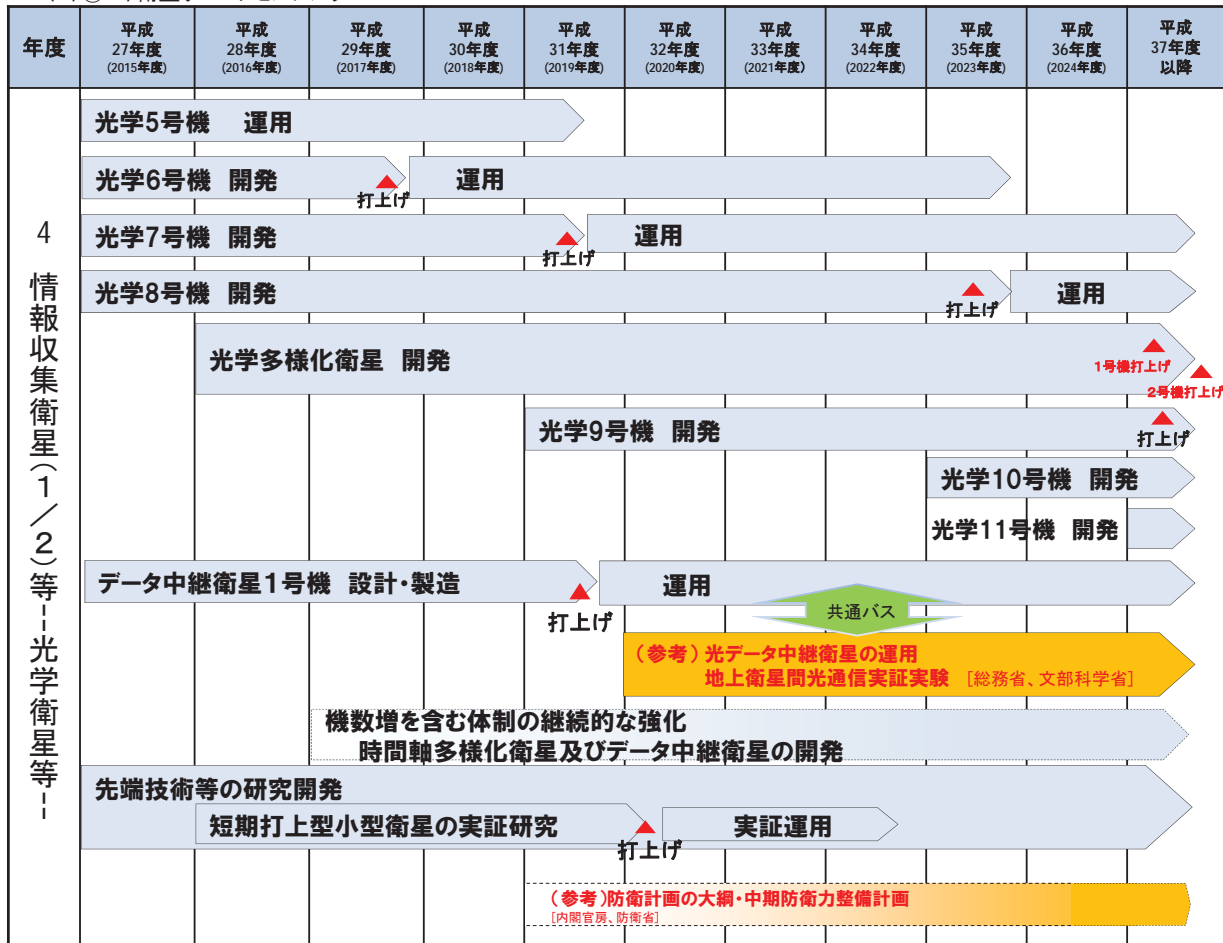 年度
平成
27年度
(2015年度)
平成
28年度
(2016年度)
平成
29年度
(2017年度)
平成
30年度
(2018年度)
平成
31年度
(2019年度)
平成
32年度
(2020年度)
平成
33年度
(2021年度)
平成
34年度
(2022年度)
平成
35年度
(2023年度)
平成
36年度
(2024年度)
平成
37年度
以降
4 情報収集衛星(1/2)等--光学衛星等--
光学5号機 運用
光学6号機 開発
打上げ
運用
光学7号機 開発
打上げ
運用
光学8号機 開発
打上げ
運用
光学多様化衛星 開発
1号機打上げ
2号機打上げ
光学9号機 開発
打上げ
光学10号機 開発
光学11号機 開発
データ中継衛星1号機 設計・製造
打上げ
運用
共通バス
(参考)光データ中継衛星の運用
地上衛星間光通信実証実験 [総務省、文部科学省]
機数増を含む体制の継続的な強化
時間軸多様化衛星及びデータ中継衛星の開発
先端技術等の研究開発
短期打上型小型衛星の実証研究
打上げ
実証運用
(参考)防衛計画の大綱・中期防衛力整備計画
[内閣官房、防衛省]